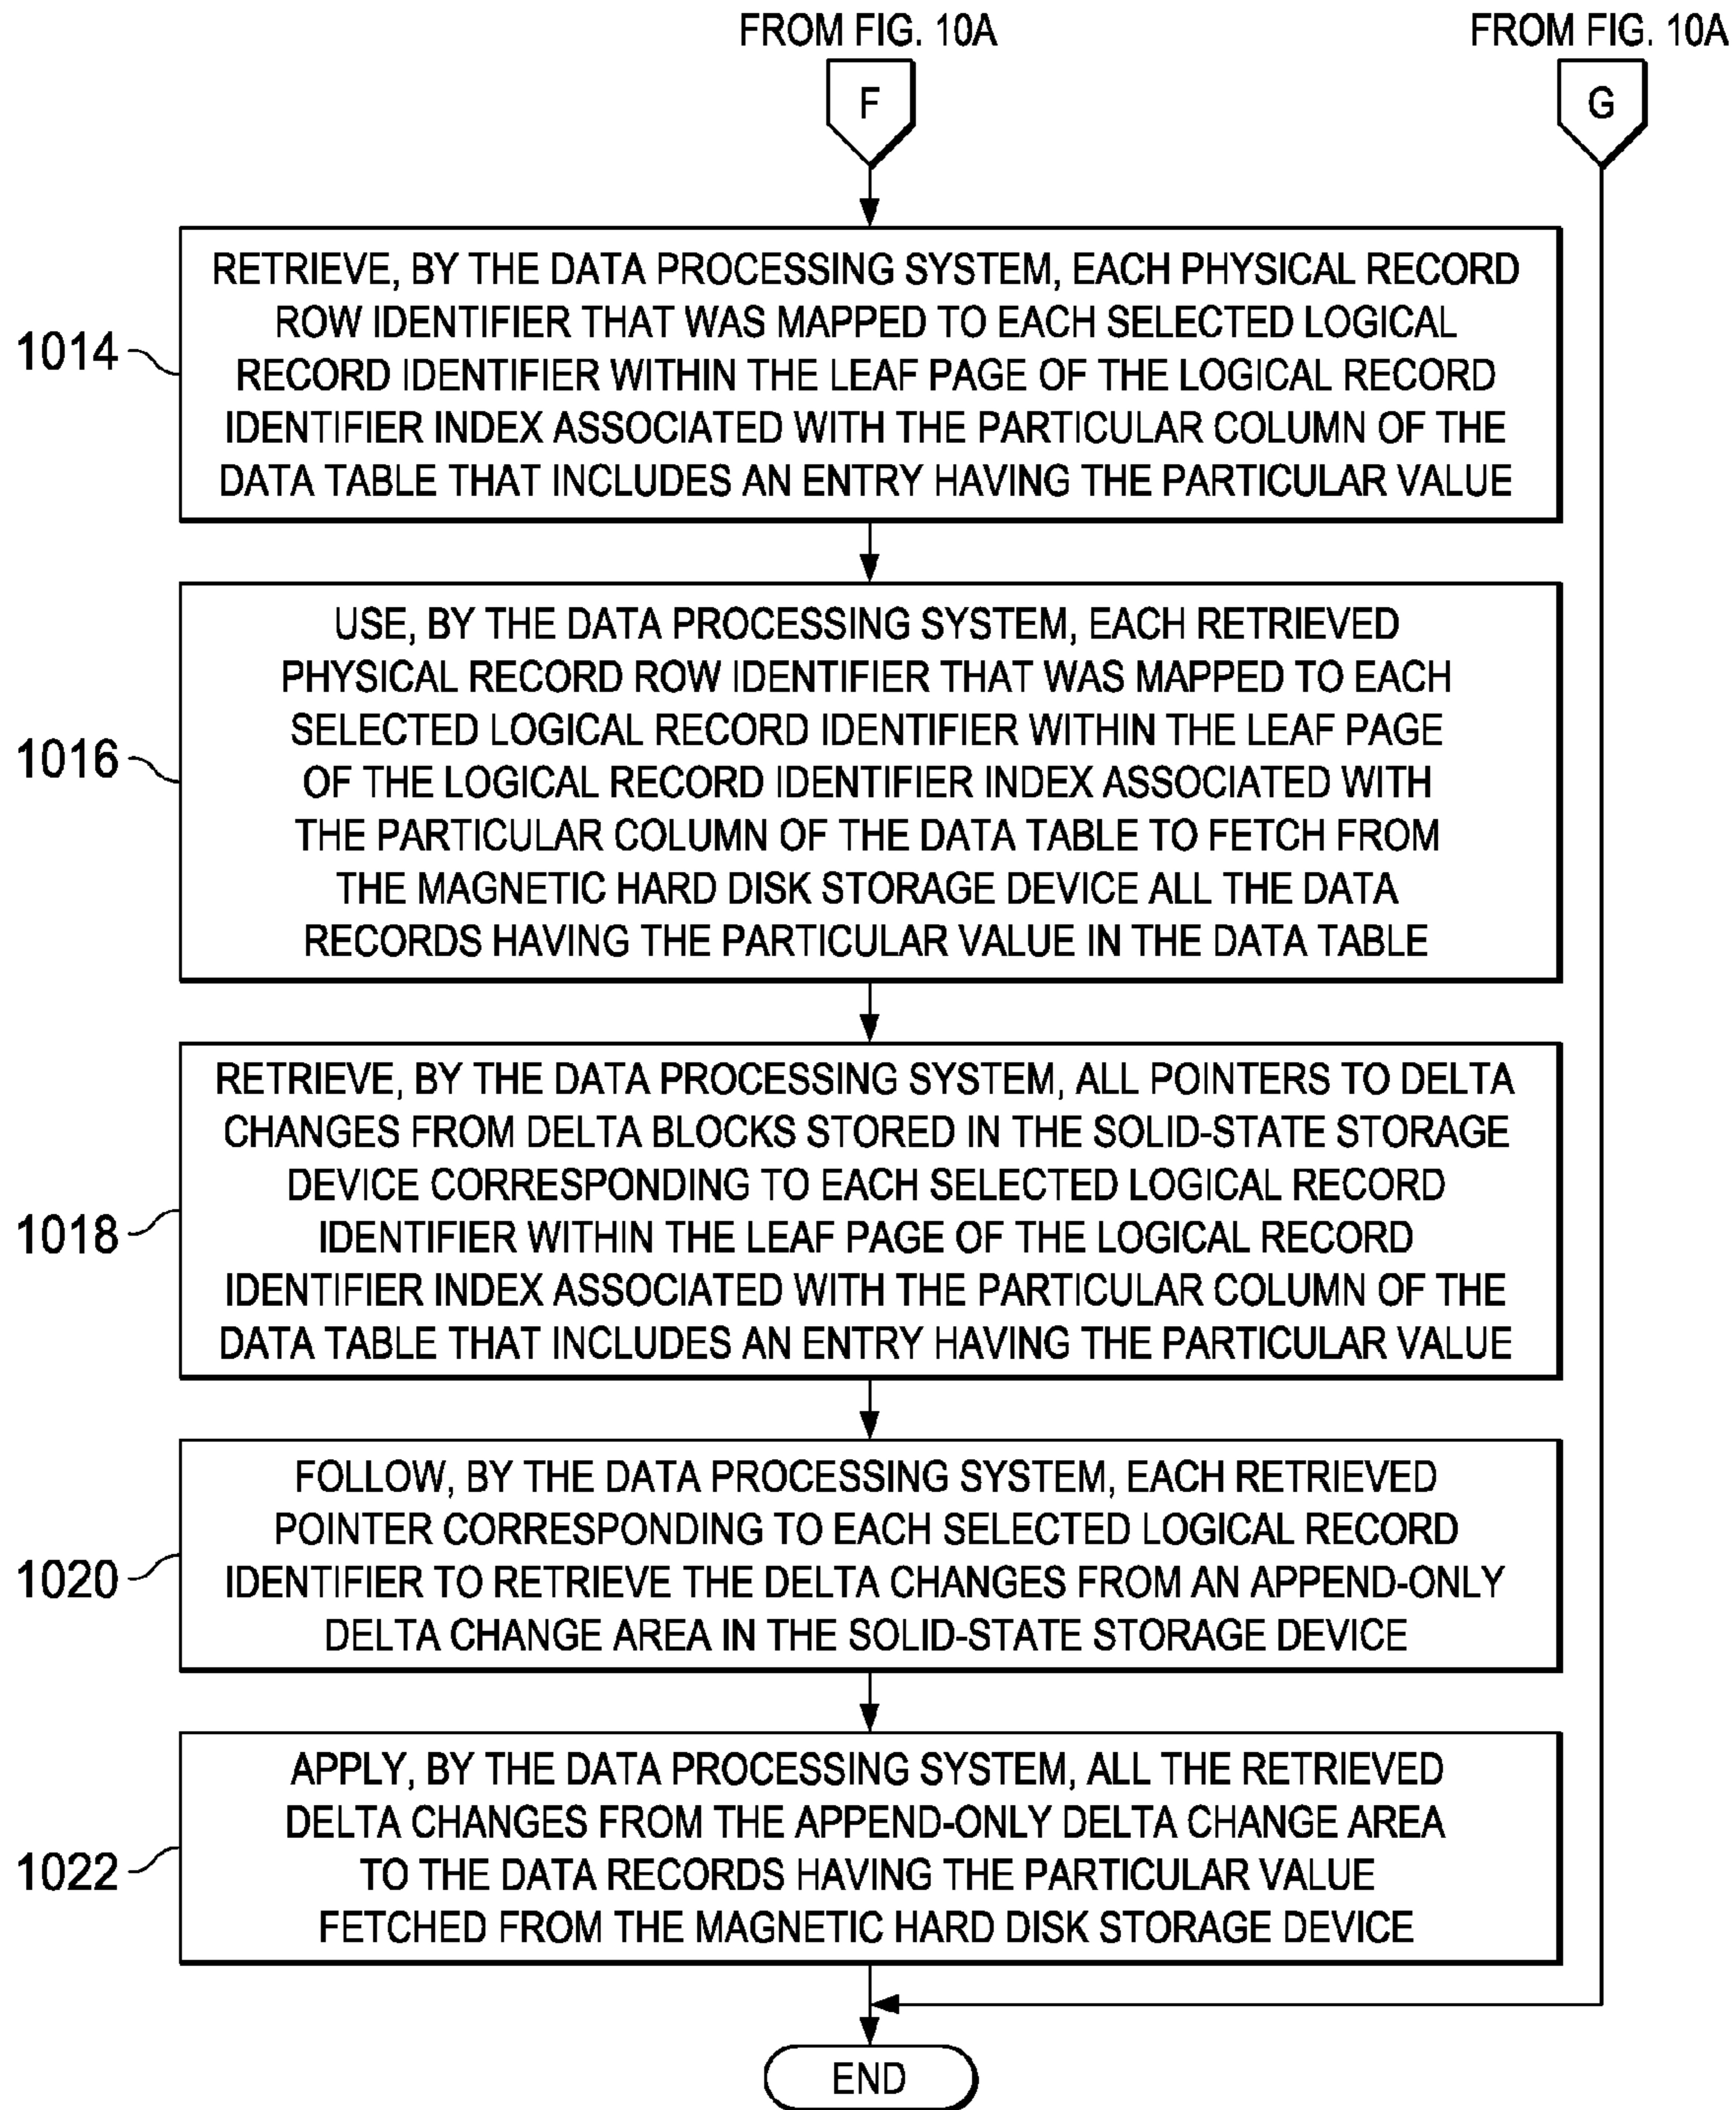 FROM FIG. 10A
FROM FIG. 10A
F
G
1014
RETRIEVE, BY THE DATA PROCESSING SYSTEM, EACH PHYSICAL RECORD
ROW IDENTIFIER THAT WAS MAPPED TO EACH SELECTED LOGICAL
RECORD IDENTIFIER WITHIN THE LEAF PAGE OF THE LOGICAL RECORD
IDENTIFIER INDEX ASSOCIATED WITH THE PARTICULAR COLUMN OF THE
DATA TABLE THAT INCLUDES AN ENTRY HAVING THE PARTICULAR VALUE
1016
USE, BY THE DATA PROCESSING SYSTEM, EACH RETRIEVED
PHYSICAL RECORD ROW IDENTIFIER THAT WAS MAPPED TO EACH
SELECTED LOGICAL RECORD IDENTIFIER WITHIN THE LEAF PAGE
OF THE LOGICAL RECORD IDENTIFIER INDEX ASSOCIATED WITH
THE PARTICULAR COLUMN OF THE DATA TABLE TO FETCH FROM
THE MAGNETIC HARD DISK STORAGE DEVICE ALL THE DATA
RECORDS HAVING THE PARTICULAR VALUE IN THE DATA TABLE
1018
RETRIEVE, BY THE DATA PROCESSING SYSTEM, ALL POINTERS TO DELTA
CHANGES FROM DELTA BLOCKS STORED IN THE SOLID-STATE STORAGE
DEVICE CORRESPONDING TO EACH SELECTED LOGICAL RECORD
IDENTIFIER WITHIN THE LEAF PAGE OF THE LOGICAL RECORD
IDENTIFIER INDEX ASSOCIATED WITH THE PARTICULAR COLUMN OF THE
DATA TABLE THAT INCLUDES AN ENTRY HAVING THE PARTICULAR VALUE
1020
FOLLOW, BY THE DATA PROCESSING SYSTEM, EACH RETRIEVED
POINTER CORRESPONDING TO EACH SELECTED LOGICAL RECORD
IDENTIFIER TO RETRIEVE THE DELTA CHANGES FROM AN APPEND-ONLY
DELTA CHANGE AREA IN THE SOLID-STATE STORAGE DEVICE
1022
APPLY, BY THE DATA PROCESSING SYSTEM, ALL THE RETRIEVED
DELTA CHANGES FROM THE APPEND-ONLY DELTA CHANGE AREA
TO THE DATA RECORDS HAVING THE PARTICULAR VALUE
FETCHED FROM THE MAGNETIC HARD DISK STORAGE DEVICE
END